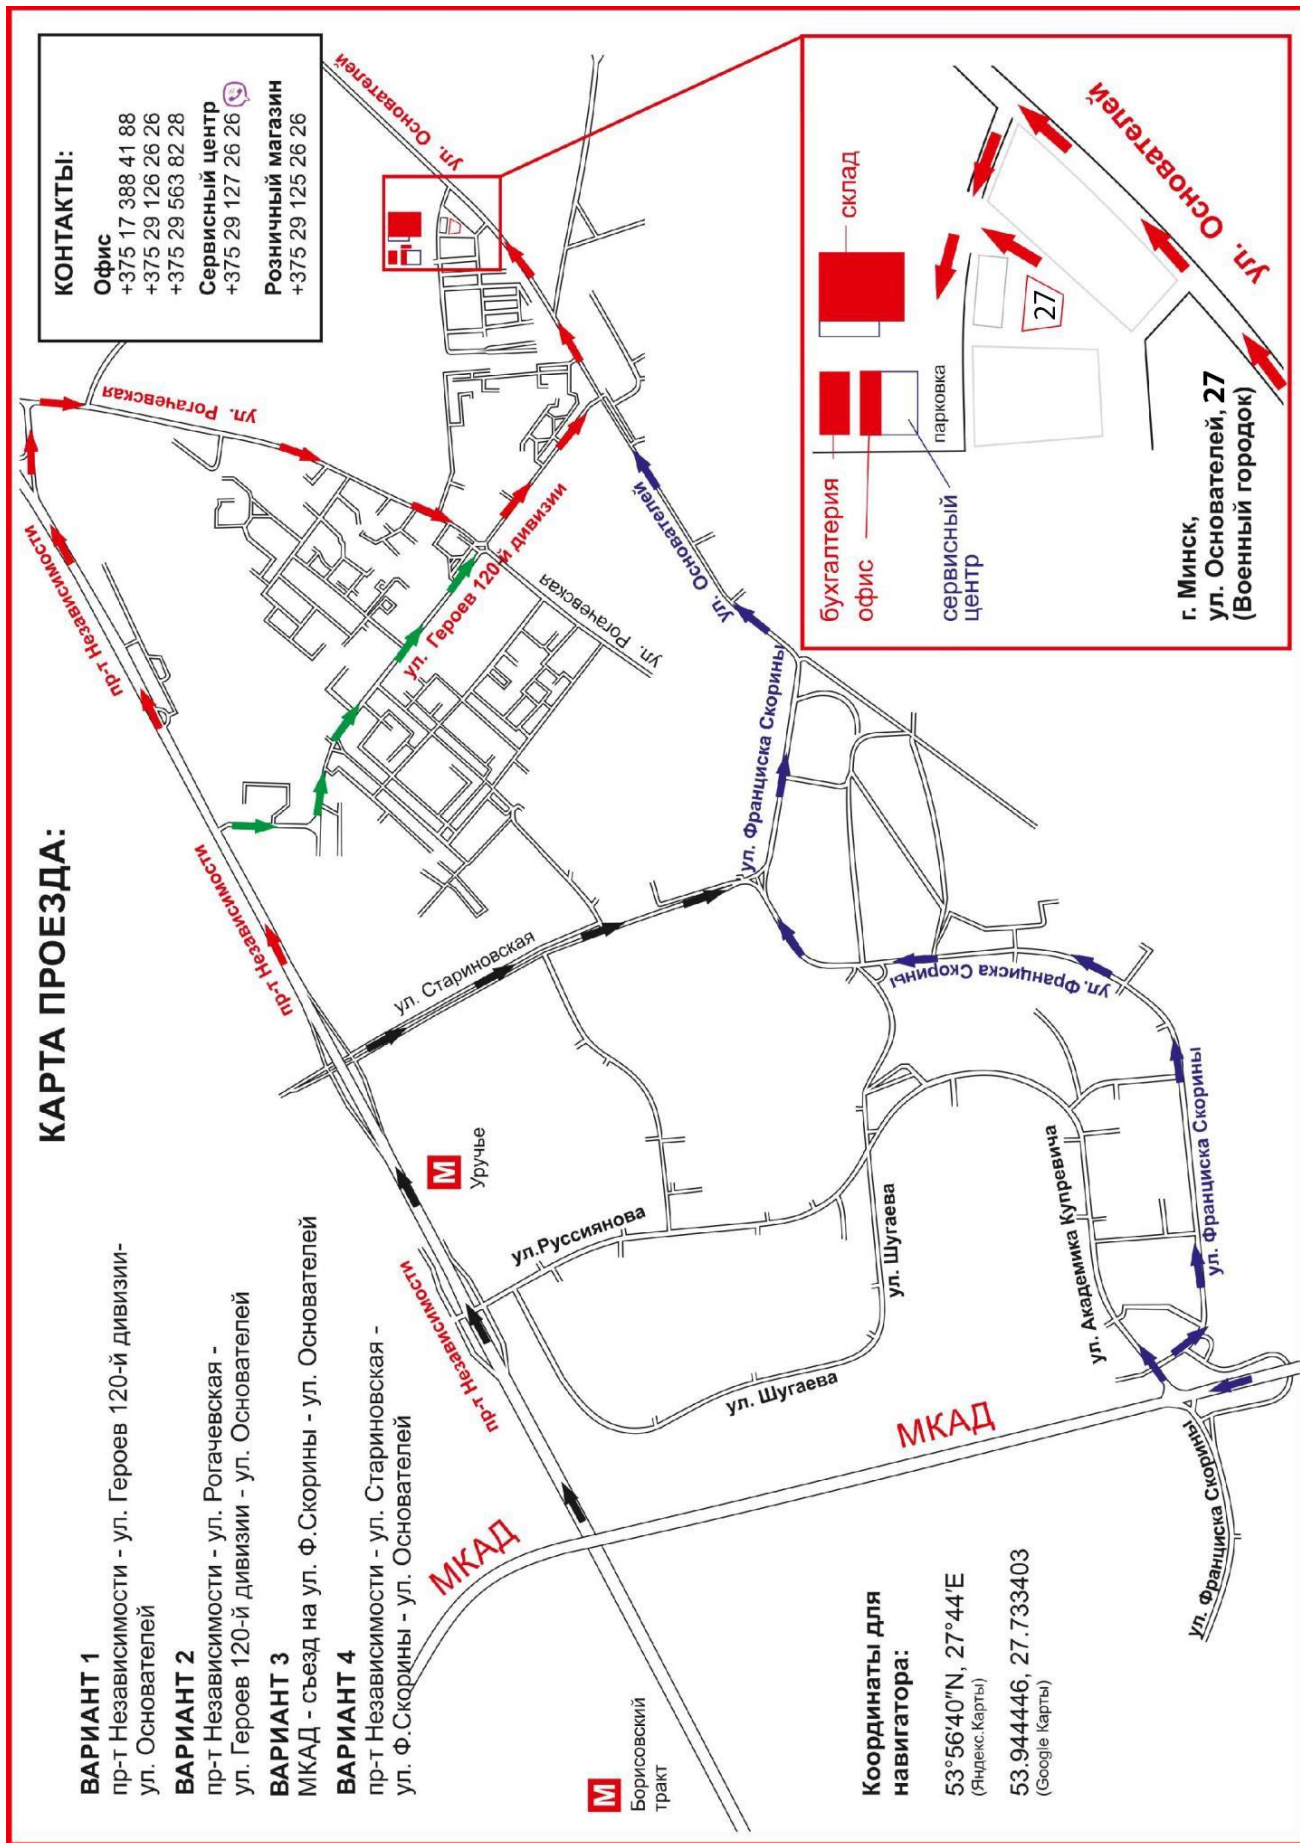 КАРТА ПРОЕЗДА:
ВАРИАНТ 1
пр-т Независимости - ул. Героев 120-й дивизии-
ул. Основателей
ВАРИАНТ 2
пр-т Независимости - ул. Рогачевская -
ул. Героев 120-й дивизии - ул. Основателей
ВАРИАНТ 3
МКАД - съезд на ул. Ф.Скорины - ул. Основателей
ВАРИАНТ 4
пр-т Независимости - ул. Стариновская -
ул. Ф.Скорины - ул. Основателей
КОНТАКТЫ:
Офис
+375 17 388 41 88
+375 29 126 26 26
+375 29 563 82 28
Сервисный центр
+375 29 127 26 26
Розничный магазин
+375 29 125 26 26
пр-т Независимости
пр-т Независимости
пр-т Независимости
пр-т Независимости
ул. Рогачевская
ул. Основателей
ул. Героев 120-й дивизии
ул. Рогачевская
ул. Основателей
ул. Стариновская
ул. Франциска Скорины
ул. Франциска Скорины
ул.Франциска Скорины
ул. Франциска Скорины
М
Уручье
ул.Руссиянова
ул. Шугаева
ул. Шугаева
ул. Академика Купревича
ул. Франциска Скорины
МКАД
МКАД
М
Борисовский
тракт
Координаты для
навигатора:
53°56'40"N, 27°44'E
(Яндекс.Карты)
53.944446, 27.733403
(Google Карты)
бухгалтерия
офис
сервисный
центр
парковка
склад
27
ул. Основателей
г. Минск,
ул. Основателей, 27
(Военный городок)